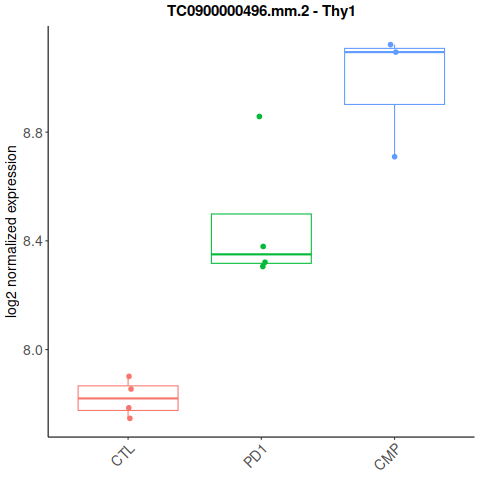 TC0900000496.mm.2 - Thy1
log2 normalized expression
8.8
8.4
8.0
CTL
PD1
CMP